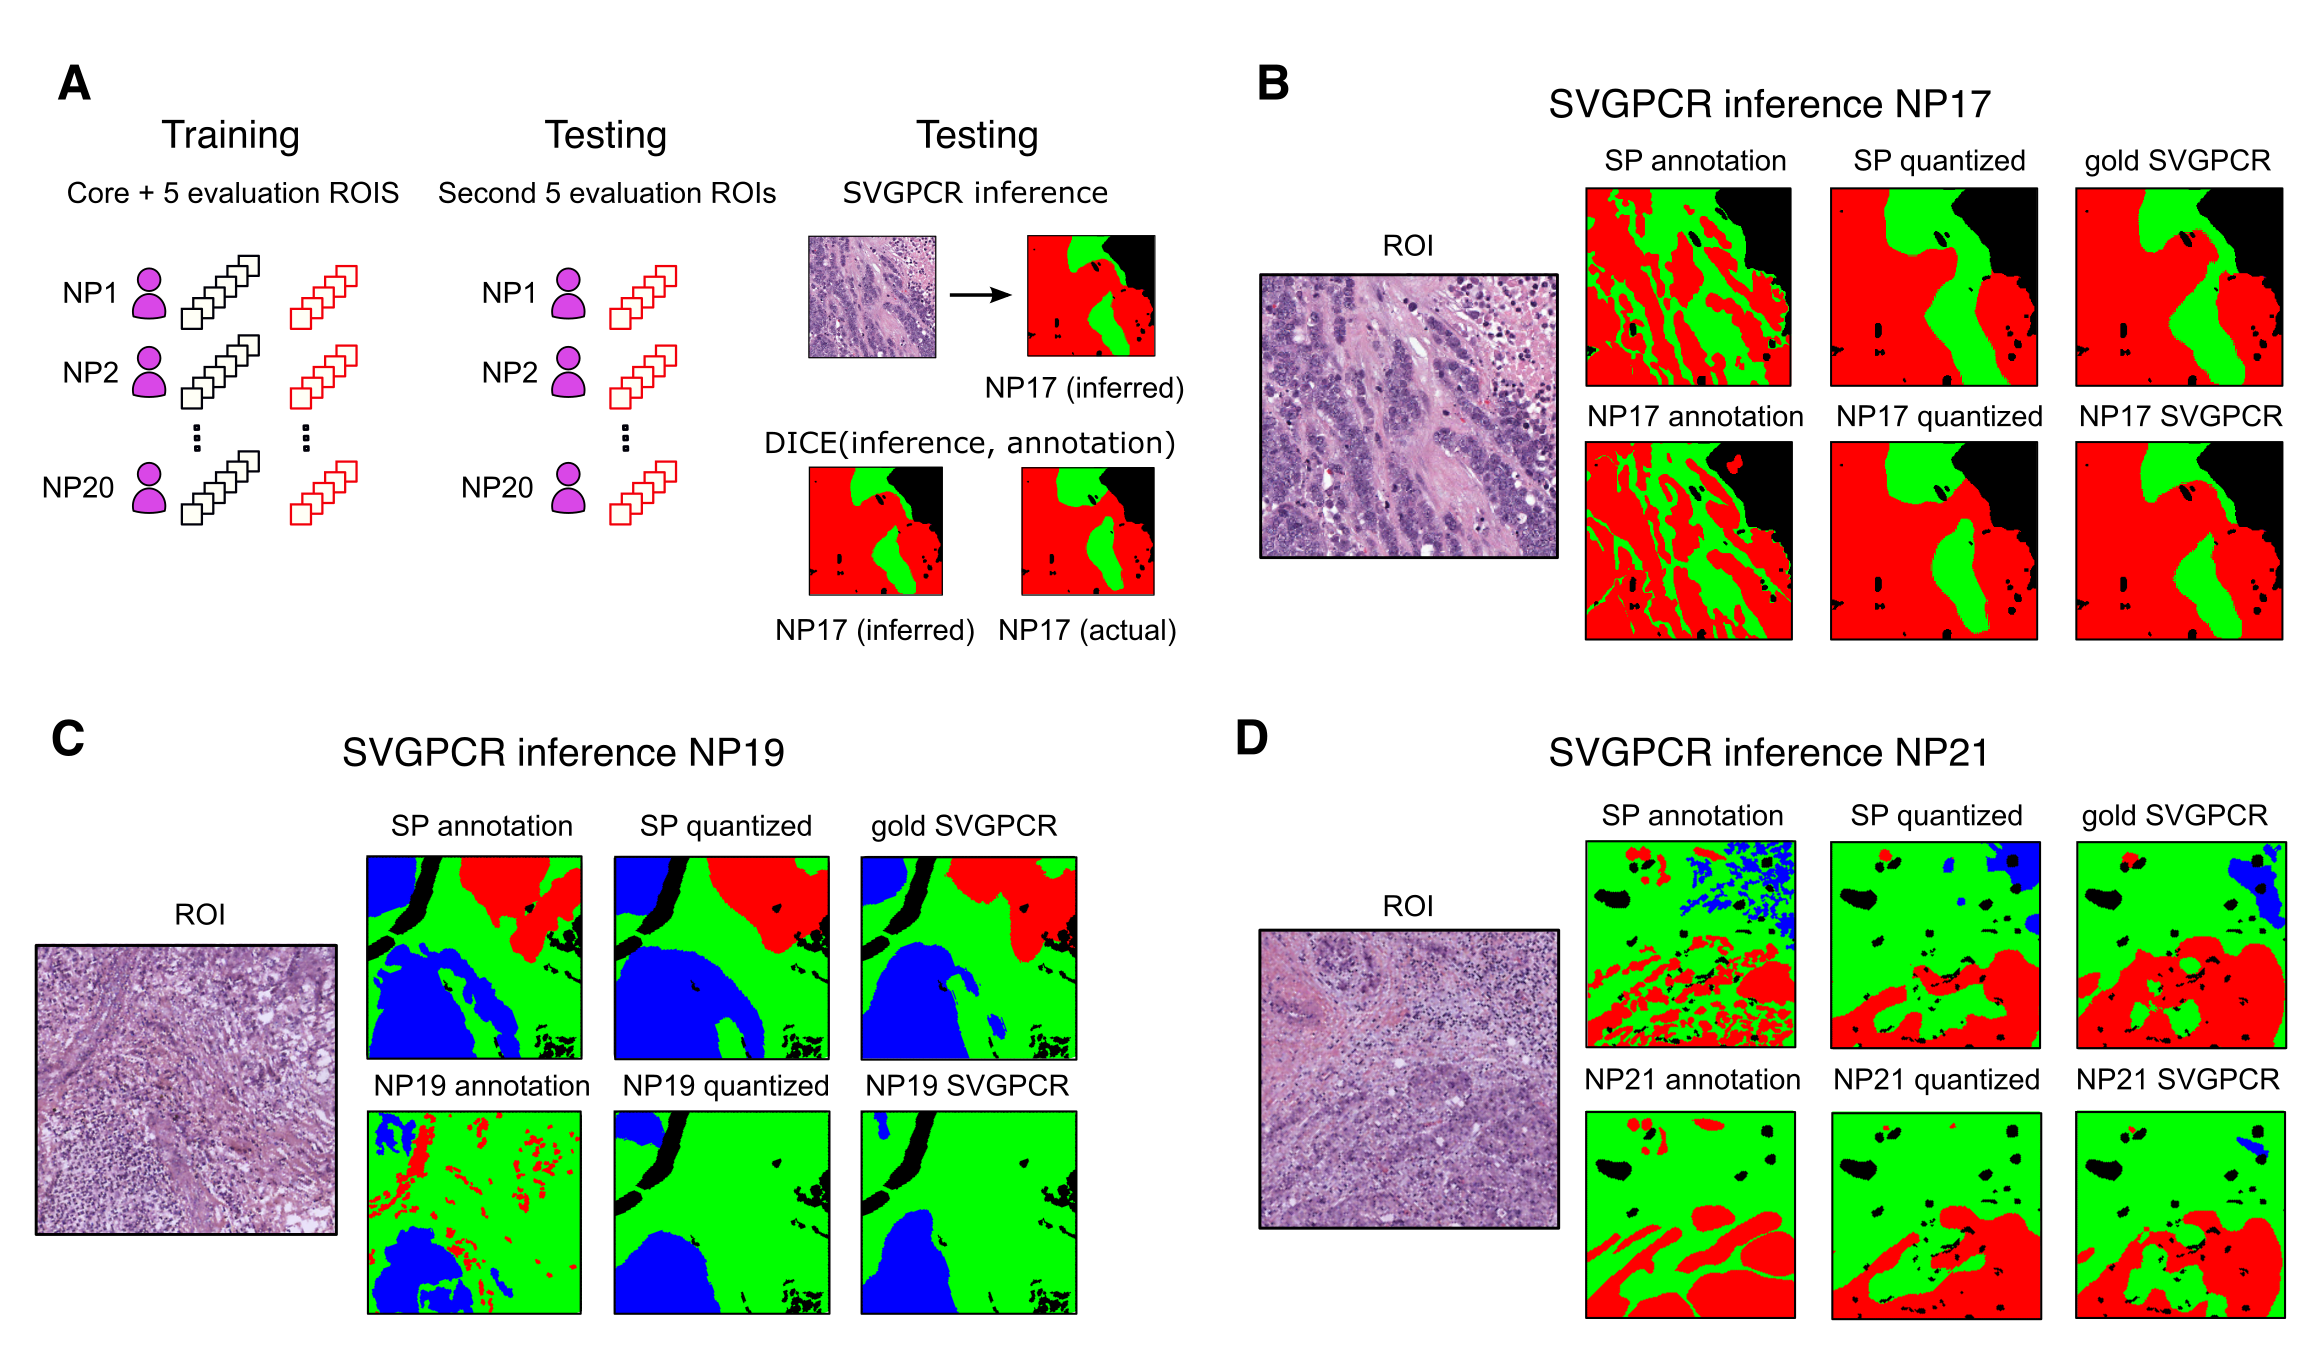 A
Training
Testing
Testing
Core + 5 evaluation ROIS
Second 5 evaluation ROIs
SVGPCR inference
NP1
NP2
NP20
NP1
NP2
NP20
NP17 (inferred)
DICE(inference, annotation)
NP17 (inferred)
NP17 (actual)
B
SVGPCR inference NP17
ROI
SP annotation
SP quantized
gold SVGPCR
NP17 annotation
NP17 quantized
NP17 SVGPCR
C
SVGPCR inference NP19
ROI
SP annotation
SP quantized
gold SVGPCR
NP19 annotation
NP19 quantized
NP19 SVGPCR
D
SVGPCR inference NP21
ROI
SP annotation
SP quantized
gold SVGPCR
NP21 annotation
NP21 quantized
NP21 SVGPCR